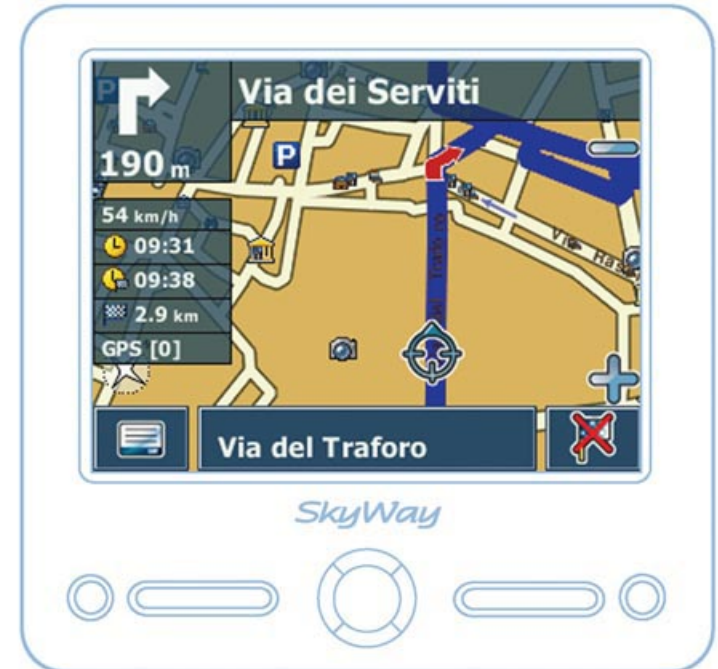 P
Via dei Serviti
190 m
P
54 km/h
09:31
09:38
2.9 km
GPS [0]
Via del Traforo
SkyWay